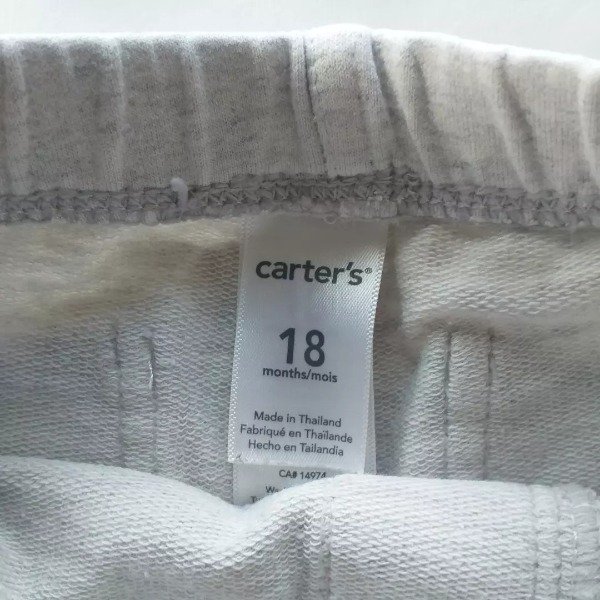 carter's®
18
months/mois
Made in Thailand
Fabriqué en Thaïlande
Hecho en Tailandia
CA# 14974